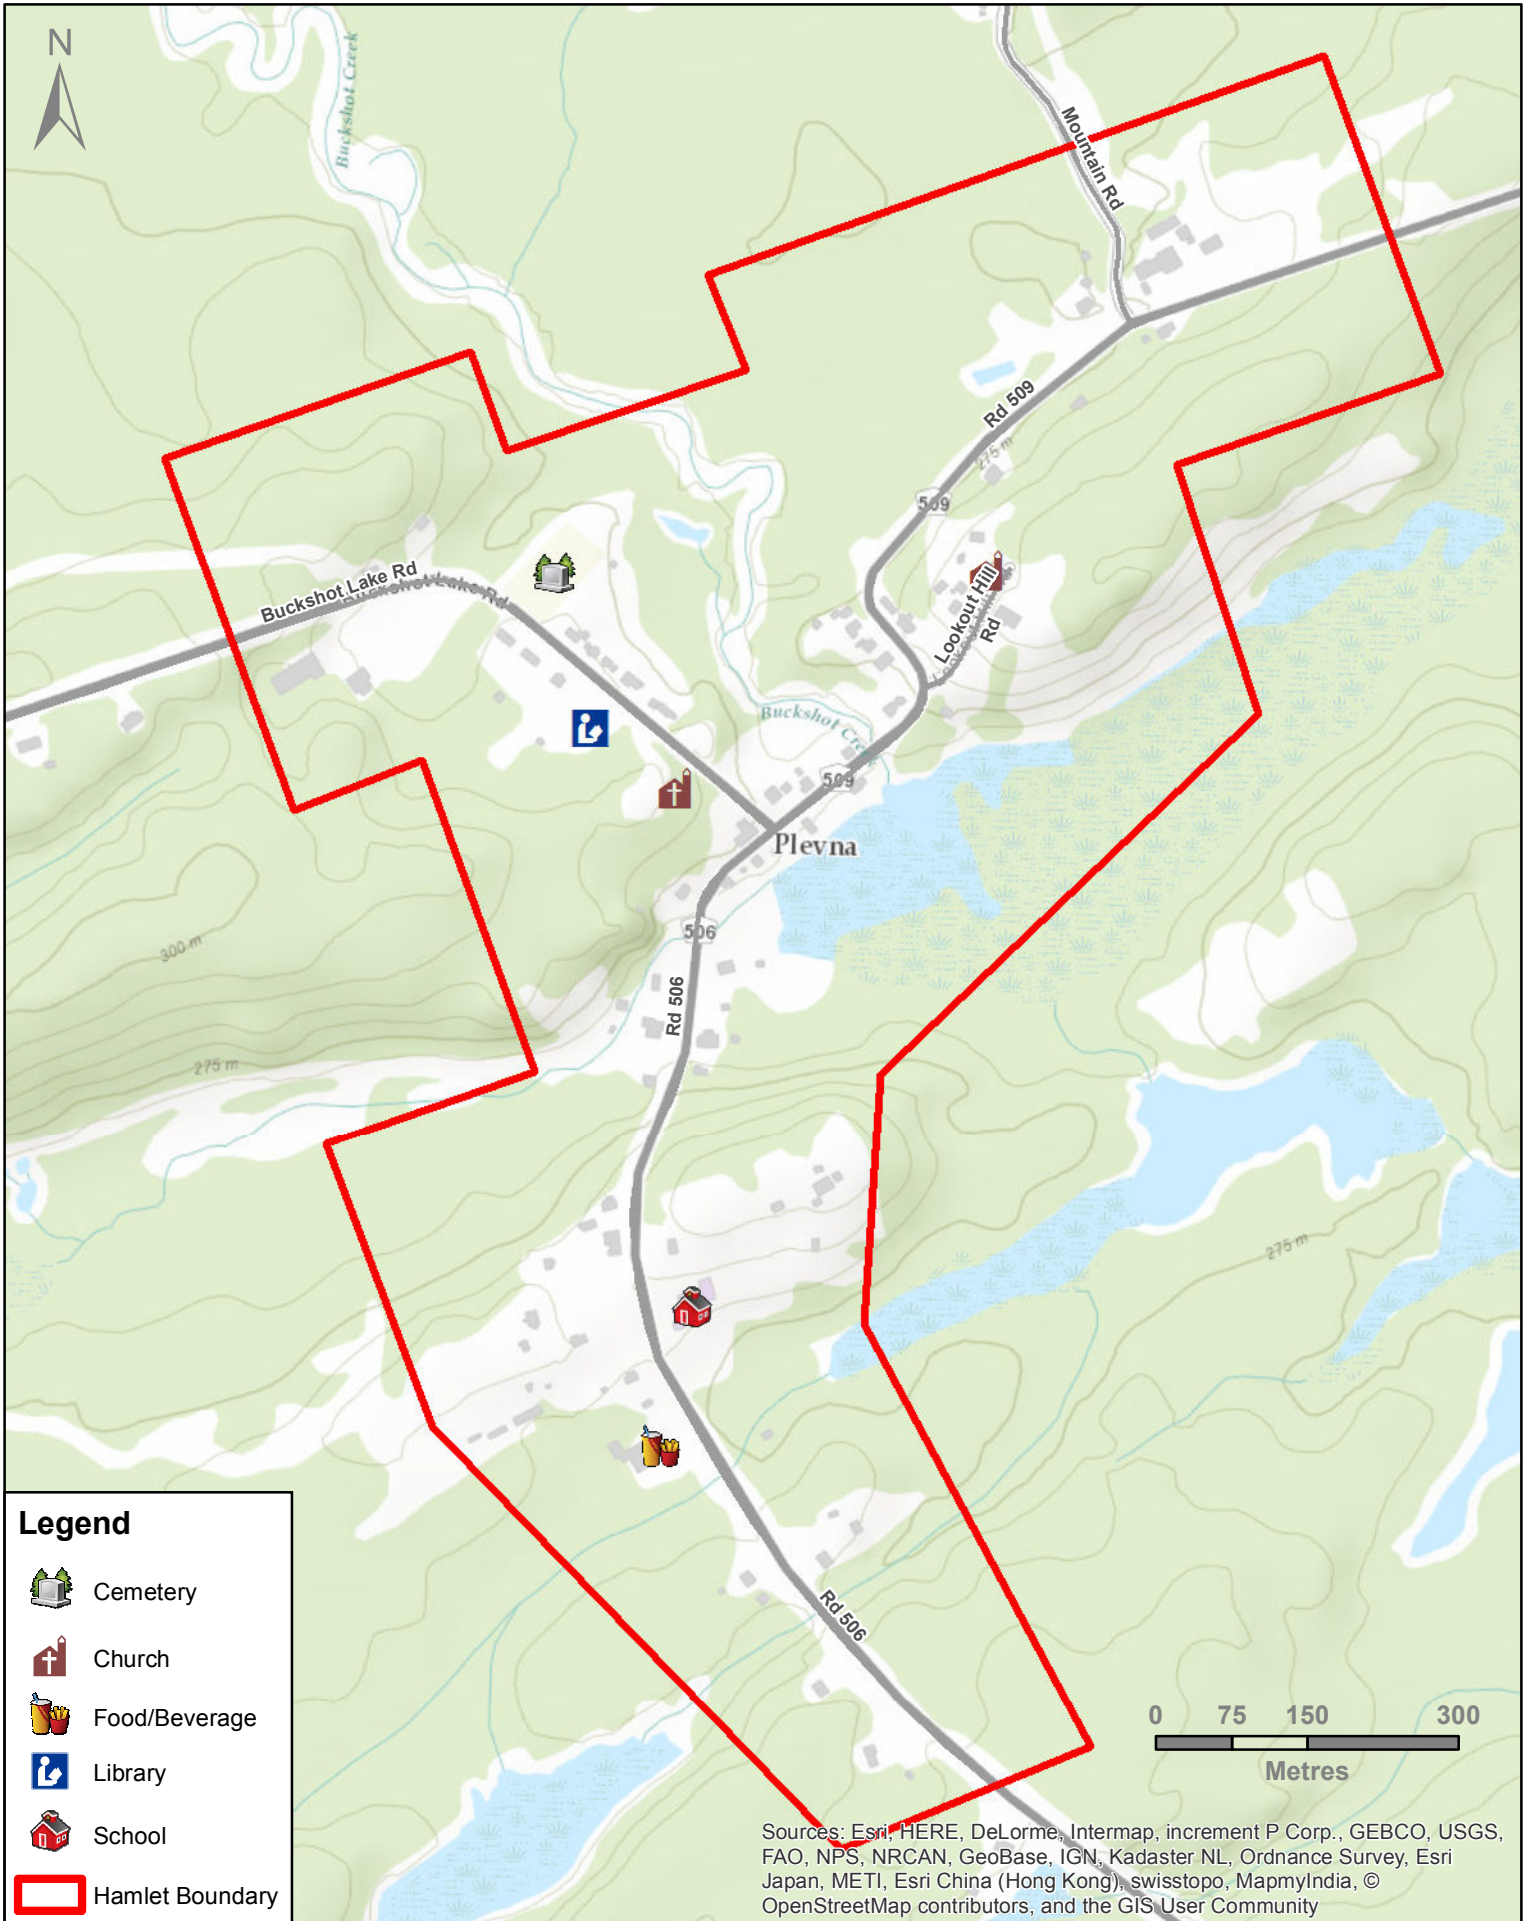 N
Buckshot Creek
Mountain Rd
Rd 509
275 m
509
Buckshot Lake Rd
Buckshot Lake Rd
Lookout Hill
Rd
Buckshot Creek
509
Plevna
506
300 m
Rd 506
275 m
275 m
Rd 506
Legend
Cemetery
Church
Food/Beverage
Library
School
Hamlet Boundary
0 75 150 300
Metres
Sources: Esri, HERE, DeLorme, Intermap, increment P Corp., GEBCO, USGS,
FAO, NPS, NRCAN, GeoBase, IGN, Kadaster NL, Ordnance Survey, Esri
Japan, METI, Esri China (Hong Kong), swisstopo, MapmyIndia, ©
OpenStreetMap contributors, and the GIS User Community